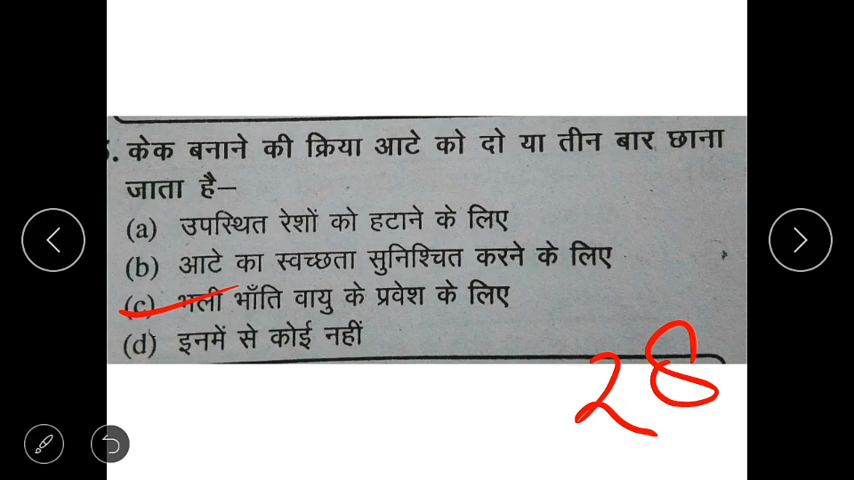 . केक बनाने की क्रिया आटे को दो या तीन बार छाना
जाता है–
(a) उपस्थित रेशों को हटाने के लिए
(b) आटे का स्वच्छता सुनिश्चित करने के लिए
(c) भली भाँति वायु के प्रवेश के लिए
(d) इनमें से कोई नहीं
28